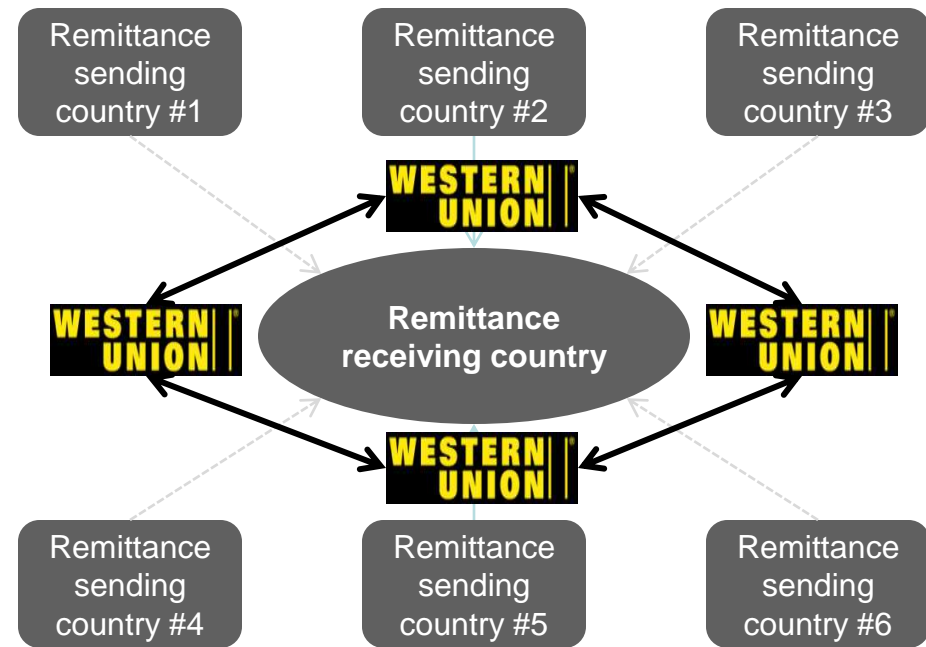 Remittance
sending
country #1
Remittance
sending
country #2
Remittance
sending
country #3
WESTERN
UNION
®
WESTERN
UNION
®
Remittance
receiving country
WESTERN
UNION
®
WESTERN
UNION
®
Remittance
sending
country #4
Remittance
sending
country #5
Remittance
sending
country #6